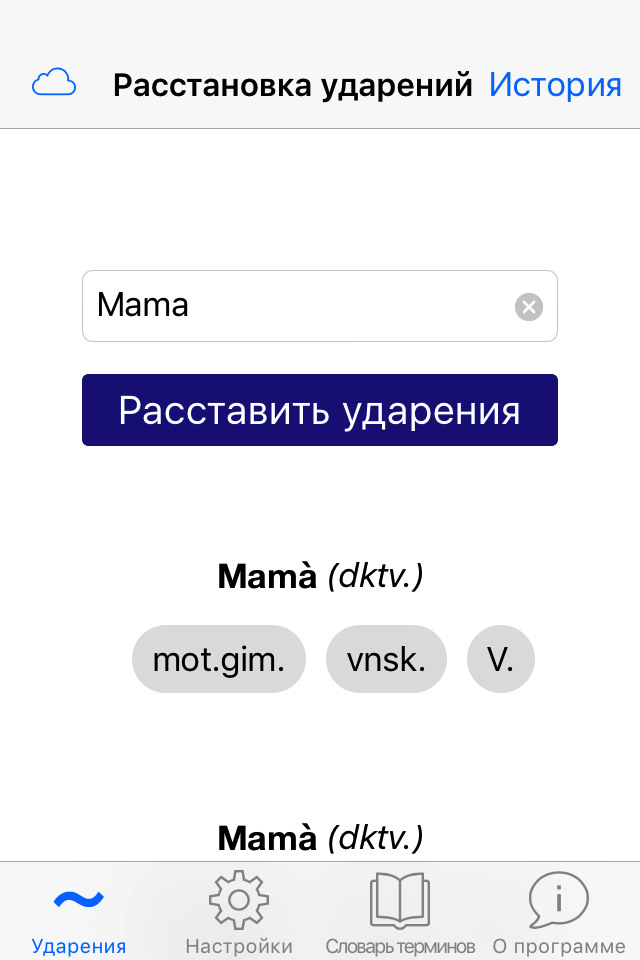 Расстановка ударений История
Mama
Расставить ударения
Mamà (dktv.)
mot.gim. vnsk. V.
Mamà (dktv.)
Ударения Настройки Словарь терминов О программе